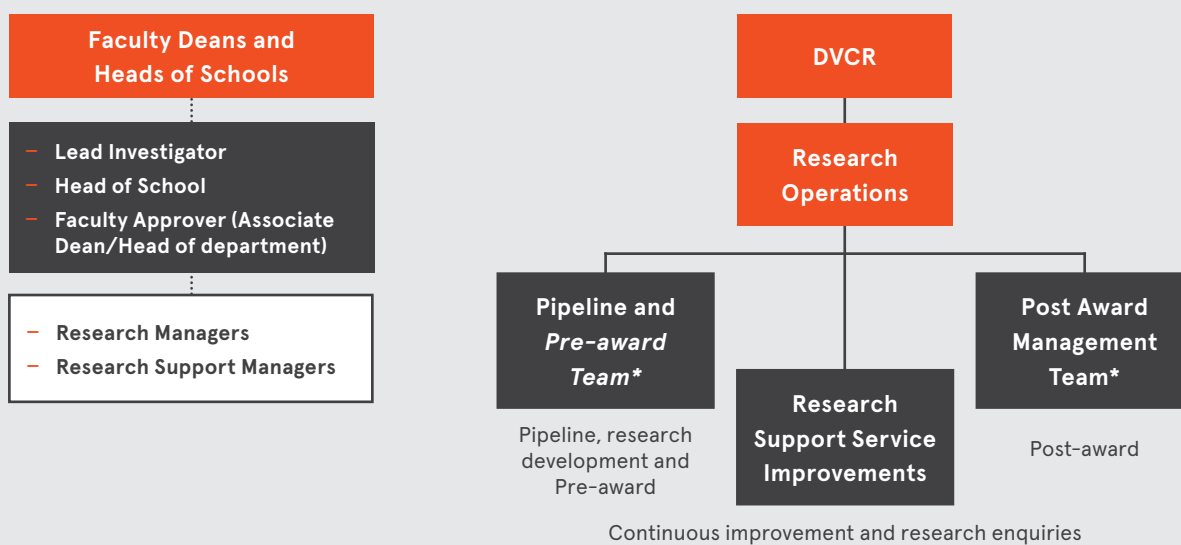 Faculty Deans and
Heads of Schools
– Lead Investigator
– Head of School
– Faculty Approver (Associate
Dean/Head of department)
– Research Managers
– Research Support Managers
DVCR
Research
Operations
Pipeline and
Pre-award
Team*
Pipeline, research
development and
Pre-award
Research
Support Service
Improvements
Post Award
Management
Team*
Post-award
Continuous improvement and research enquiries